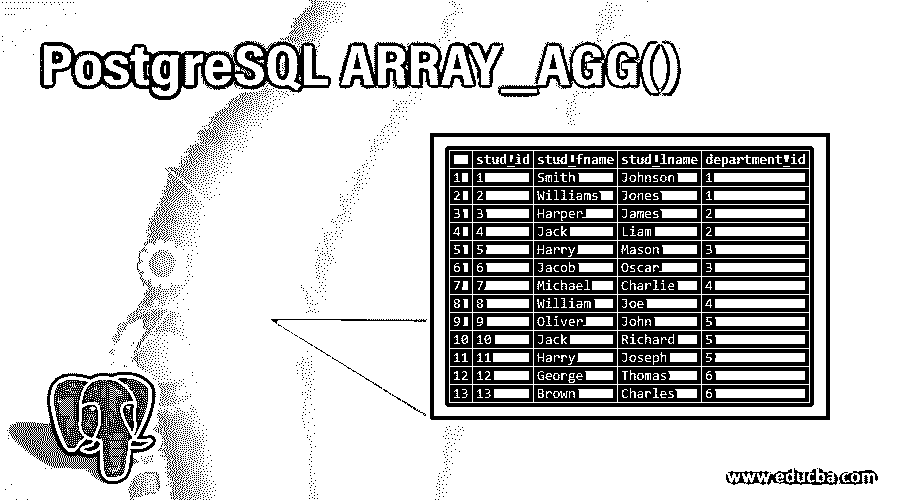 PostgreSQL ARRAY_AGG()
stud_id stud_fname stud_lname department_id
1 1 Smith Johnson 1
2 2 Williams Jones 1
3 3 Harper James 2
4 4 Jack Liam 2
5 5 Harry Mason 3
6 6 Jacob Oscar 3
7 7 Michael Charlie 4
8 8 William Joe 4
9 9 Oliver John 5
10 10 Jack Richard 5
11 11 Harry Joseph 5
12 12 George Thomas 6
13 13 Brown Charles 6
www.educba.com